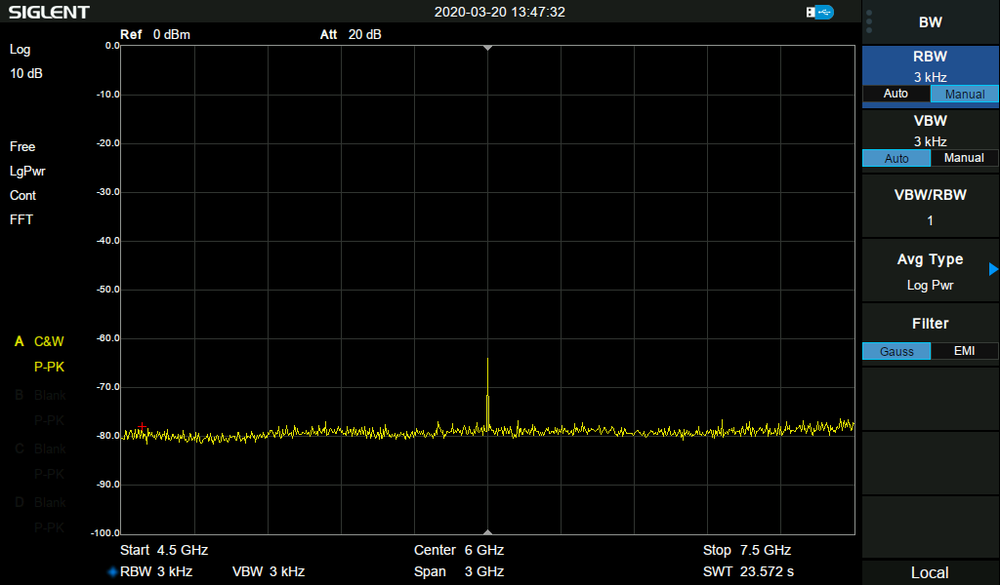 SIGLENT
2020-03-20 13:47:32
Ref 0 dBm
Att 20 dB
Log
10 dB
Free
LgPwr
Cont
FFT
A C&W
P-PK
B Blank
P-PK
C Blank
P-PK
D Blank
P-PK
0.0
-10.0
-20.0
-30.0
-40.0
-50.0
-60.0
-70.0
-80.0
-90.0
-100.0
Start 4.5 GHz
Center 6 GHz
Stop 7.5 GHz
RBW 3 kHz
VBW 3 kHz
Span 3 GHz
SWT 23.572 s
BW
RBW
3 kHz
Auto Manual
VBW
3 kHz
Auto Manual
VBW/RBW
1
Avg Type
Log Pwr
Filter
Gauss EMI
Local